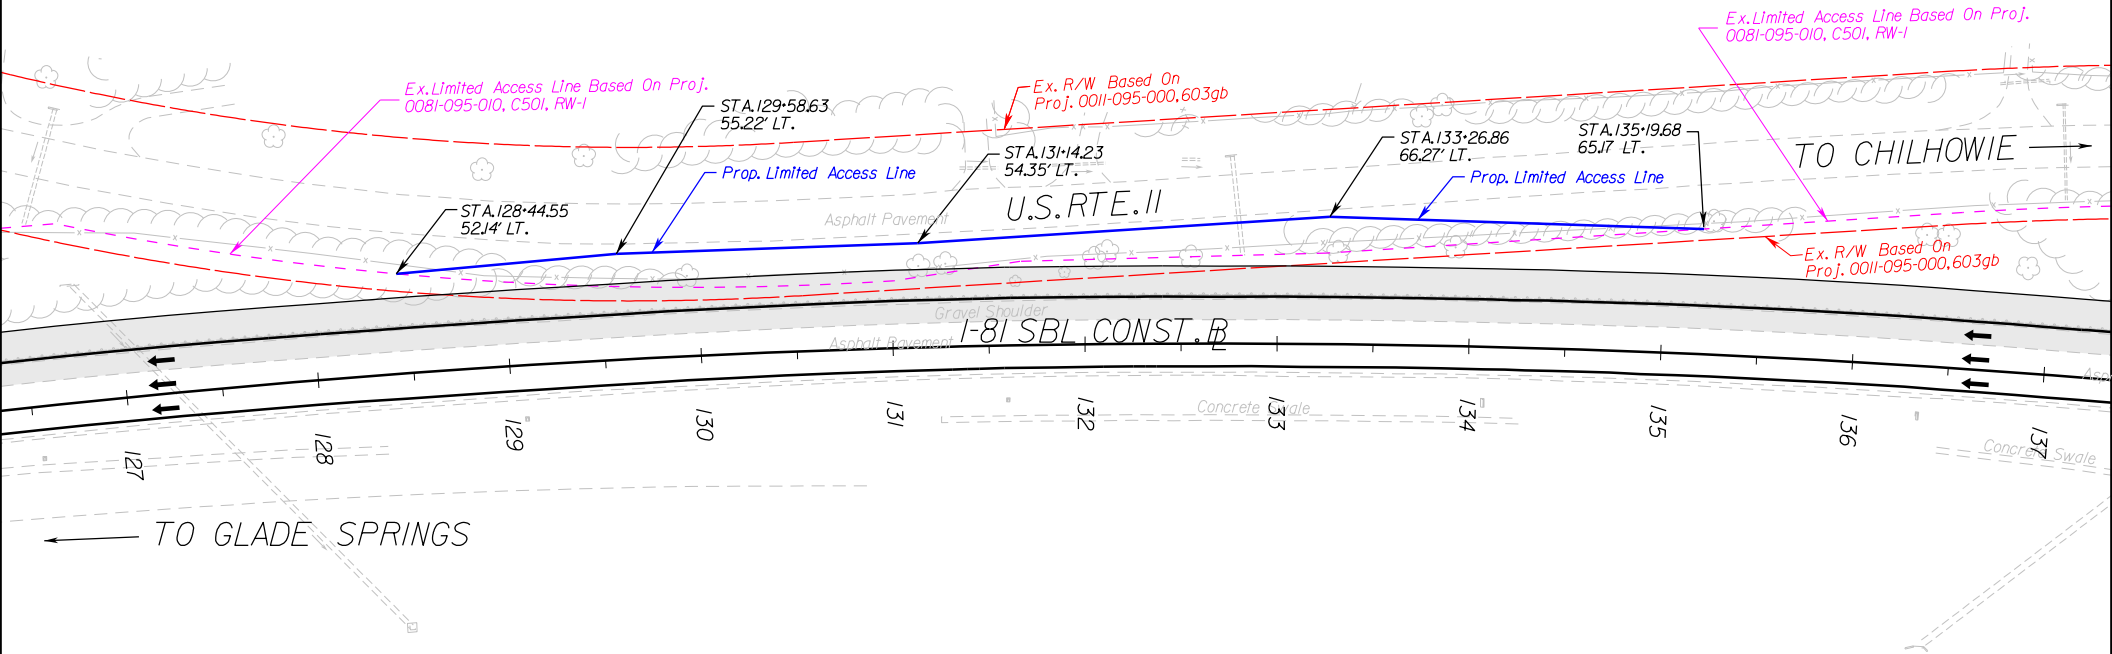 Ex.Limited Access Line Based On Proj.
0081-095-010, C501, RW-1
Ex.Limited Access Line Based On Proj.
0081-095-010, C501, RW-1
STA.129+58.63
55.22' LT.
Ex. R/W Based On
Proj. 0011-095-000,603gb
STA.131+14.23
54.35' LT.
STA.133+26.86
66.27' LT.
STA.135+19.68
65.17 LT.
TO CHILHOWIE
Prop. Limited Access Line
Prop. Limited Access Line
STA.128+44.55
52.14' LT.
Asphalt Pavement
U.S. RTE. 11
Ex. R/W Based On
Proj. 0011-095-000,603gb
Gravel Shoulder
I-81 SBL CONST. BL
Asphalt Pavement
Asp
Concrete Swale
127
128
129
130
131
132
133
134
135
136
137
Concrete Swale
TO GLADE SPRINGS